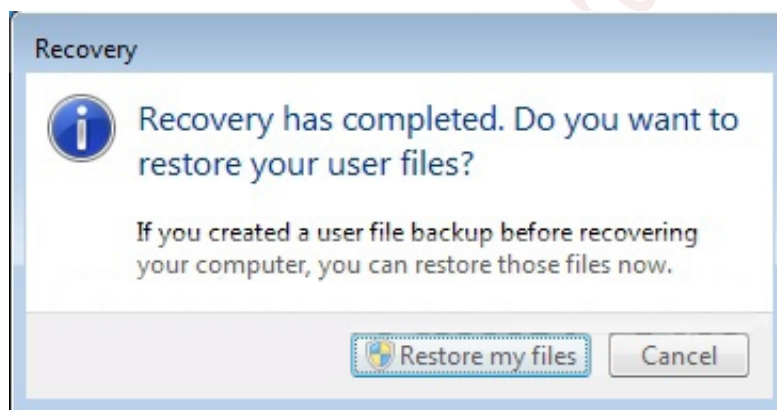 Recovery
Recovery has completed. Do you want to
restore your user files?
If you created a user file backup before recovering
your computer, you can restore those files now.
Restore my files
Cancel